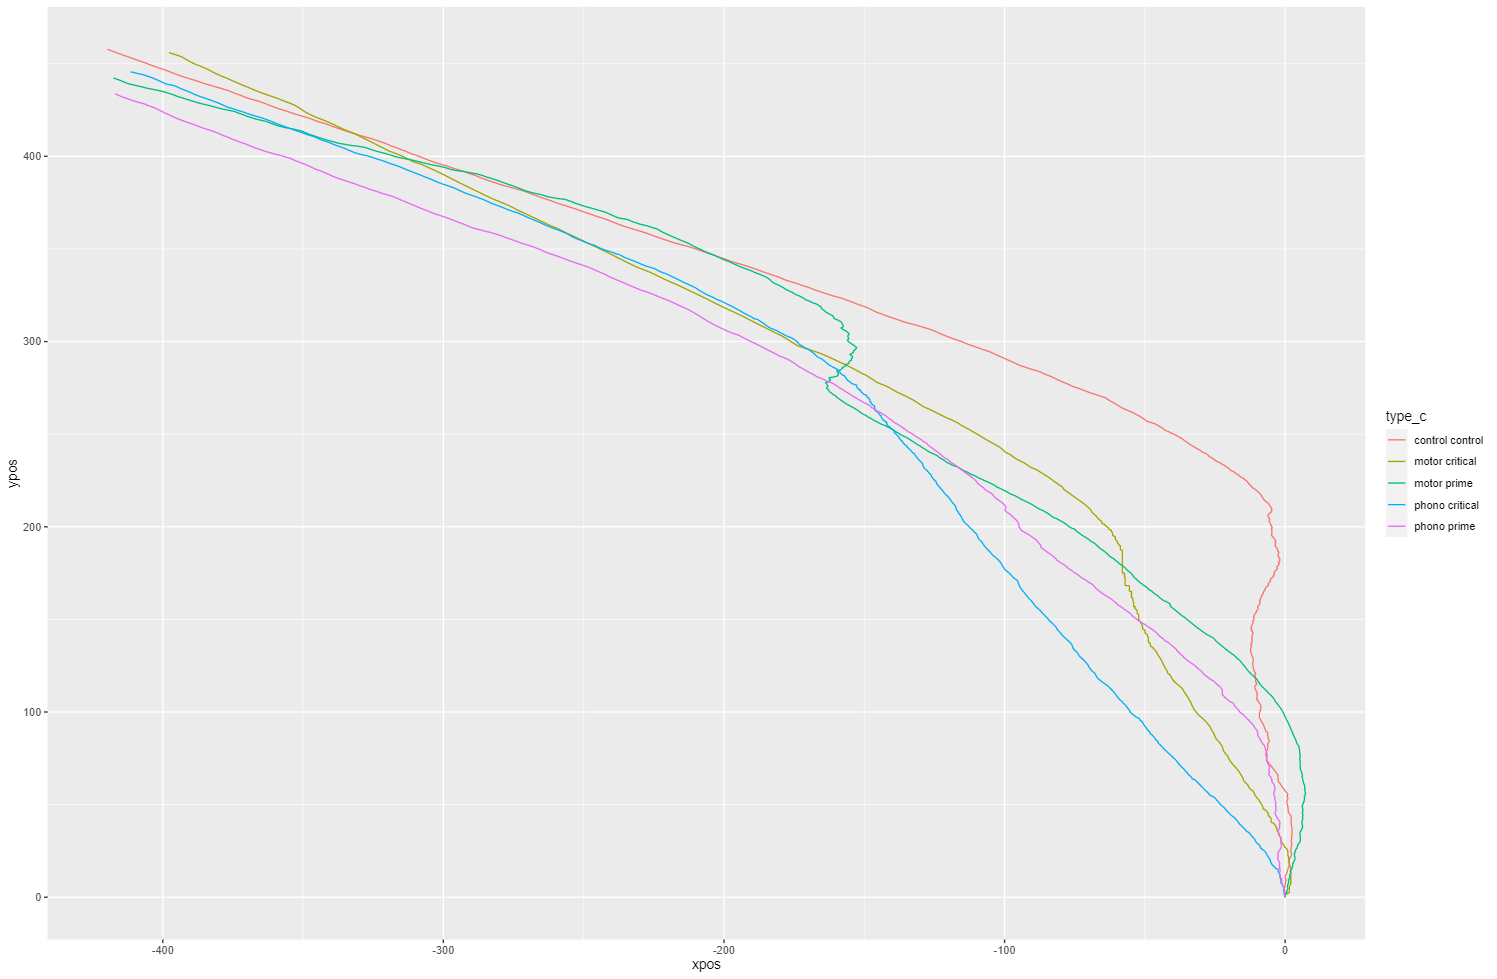 400
300
200
100
0
ypos
-400
-300
-200
-100
0
xpos
type_c
control control
motor critical
motor prime
phono critical
phono prime